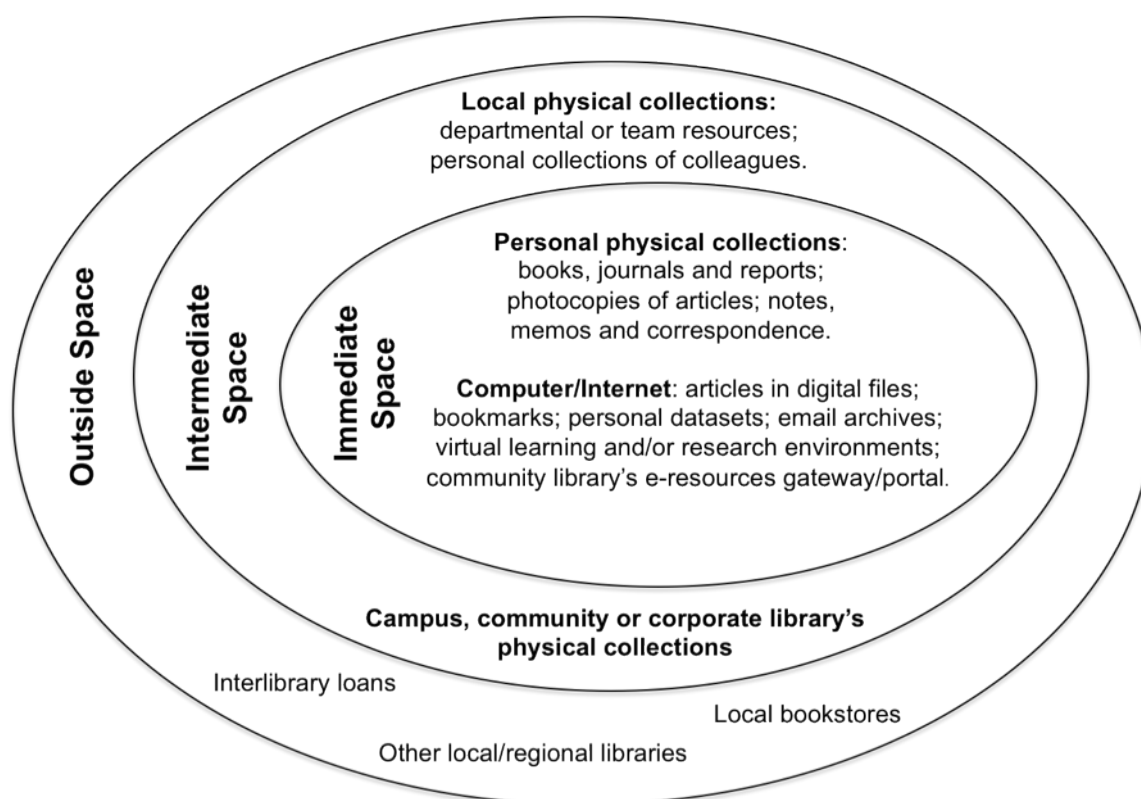 Local physical collections:
departmental or team resources;
personal collections of colleagues.
Personal physical collections:
books, journals and reports;
photocopies of articles; notes,
memos and correspondence.
Computer/Internet: articles in digital files;
bookmarks; personal datasets; email archives;
virtual learning and/or research environments;
community library’s e-resources gateway/portal.
Outside Space
Intermediate
Space
Immediate
Space
Campus, community or corporate library’s
physical collections
Interlibrary loans
Local bookstores
Other local/regional libraries